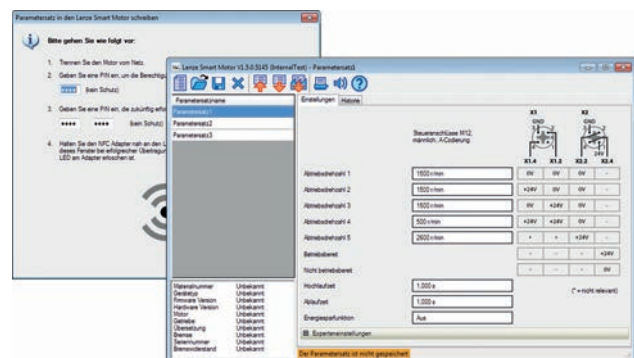 Parametersatz in den Lenze Smart Motor schreiben
Bitte gehen Sie wie folgt vor:
1. Trennen Sie den Motor vom Netz.
2. Geben Sie eine PIN ein, um die
(kein Schutz)
3. Geben Sie eine PIN ein, die zukünftig
(kein Schutz)
4. Halten Sie den NFC Adapter nah an den
dieses Fenster bei erfolgreicher
LED am Adapter erloschen ist.
Lenze Smart Motor V1.3.0.5145 (InternalTest) - Parametersatz1
Parametersatzname
Parametersatz1
Parametersatz2
Parametersatz3
Einstellungen Historie
Steueranschlüsse M12,
männlich, A-Codierung
X1 X2
GND GND
24V
X1.4 X1.2 X2.2 X2.4
Abtriebsdrehzahl 1 1500 r/min 0V 0V 0V -
Abtriebsdrehzahl 2 1500 r/min +24V 0V 0V -
Abtriebsdrehzahl 3 1500 r/min 0V +24V 0V -
Abtriebsdrehzahl 4 500 r/min +24V +24V 0V -
Abtriebsdrehzahl 5 2600 r/min * * +24V -
Betriebsbereit - - - +24V
Nicht betriebsbereit - - - 0V
Hochlaufzeit 1,000 s
(* = nicht relevant)
Ablaufzeit 1,000 s
Energiesparfunktion Aus
Experteneinstellungen
Materialnummer Unbekannt
Gerätetyp Unbekannt
Firmware Version Unbekannt
Hardware Version Unbekannt
Motor Unbekannt
Getriebe Unbekannt
Übersetzung Unbekannt
Bremse Unbekannt
Seriennummer Unbekannt
Bremswiderstand Unbekannt
Der Parametersatz ist nicht gespeichert